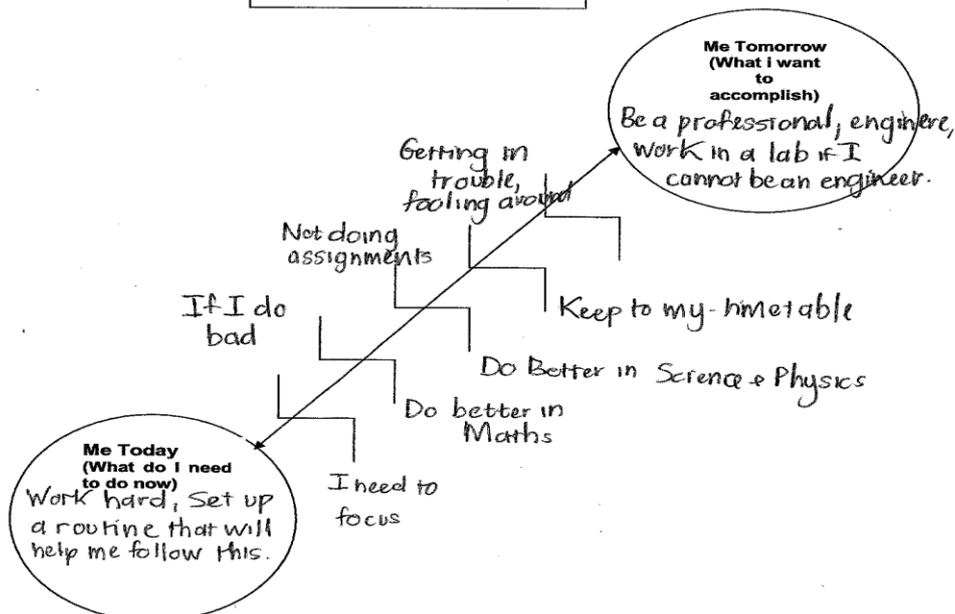 Me Tomorrow
(What i want
to
accomplish)
Be a professional, enginere,
work in a lab if I
cannot be an engineer.
Getting in
trouble,
fooling around
Not doing
assignments
If I do
bad
Keep to my timetable
Do Better in Science & Physics
Do better in
Maths
I need to
focus
Me Today
(What do I need
to do now)
Work hard, Set up
a routine that will
help me follow this.